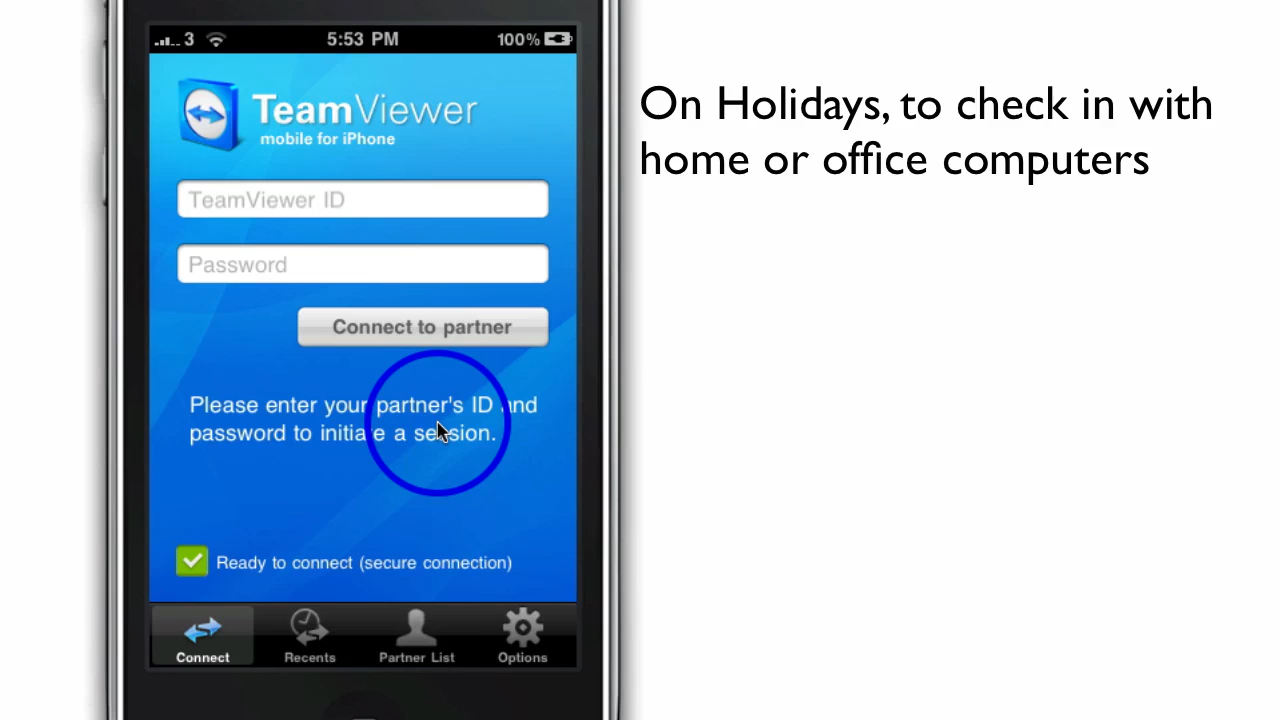 3 5:53 PM 100%
TeamViewer
mobile for iPhone
TeamViewer ID
Password
Connect to partner
Please enter your partner's ID and
password to initiate a session.
Ready to connect (secure connection)
Connect Recents Partner List Options
On Holidays, to check in with
home or office computers